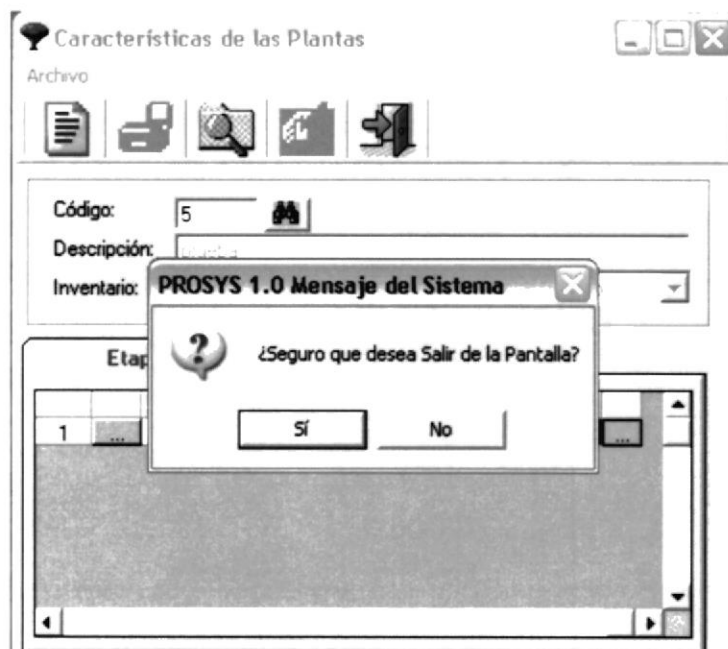 Características de las Plantas
Archivo
Código: 5
Descripción:
Inventario:
PROSYS 1.0 Mensaje del Sistema
¿Seguro que desea Salir de la Pantalla?
Sí No
Etap
1 ... ...